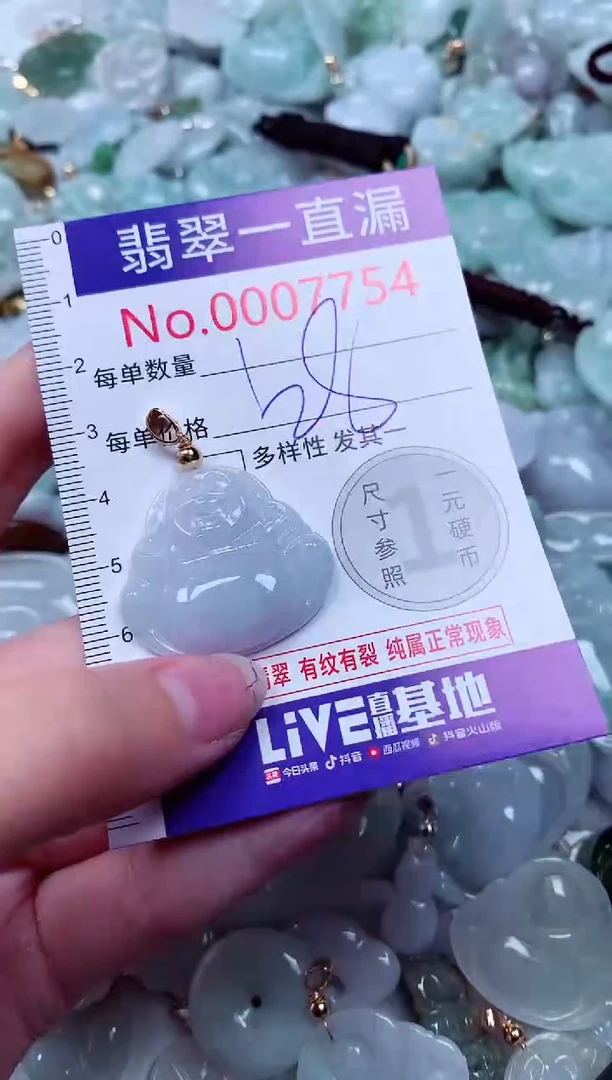 翡翠一直漏
0
1
No.0007754
2
每单数量
3
每单价格
多样性 发其一
4
尺寸参照
1
一元硬币
5
6
翡翠 有纹有裂 纯属正常现象
LiVE直播基地
头条 今日头条 抖音 西瓜视频 抖音火山版